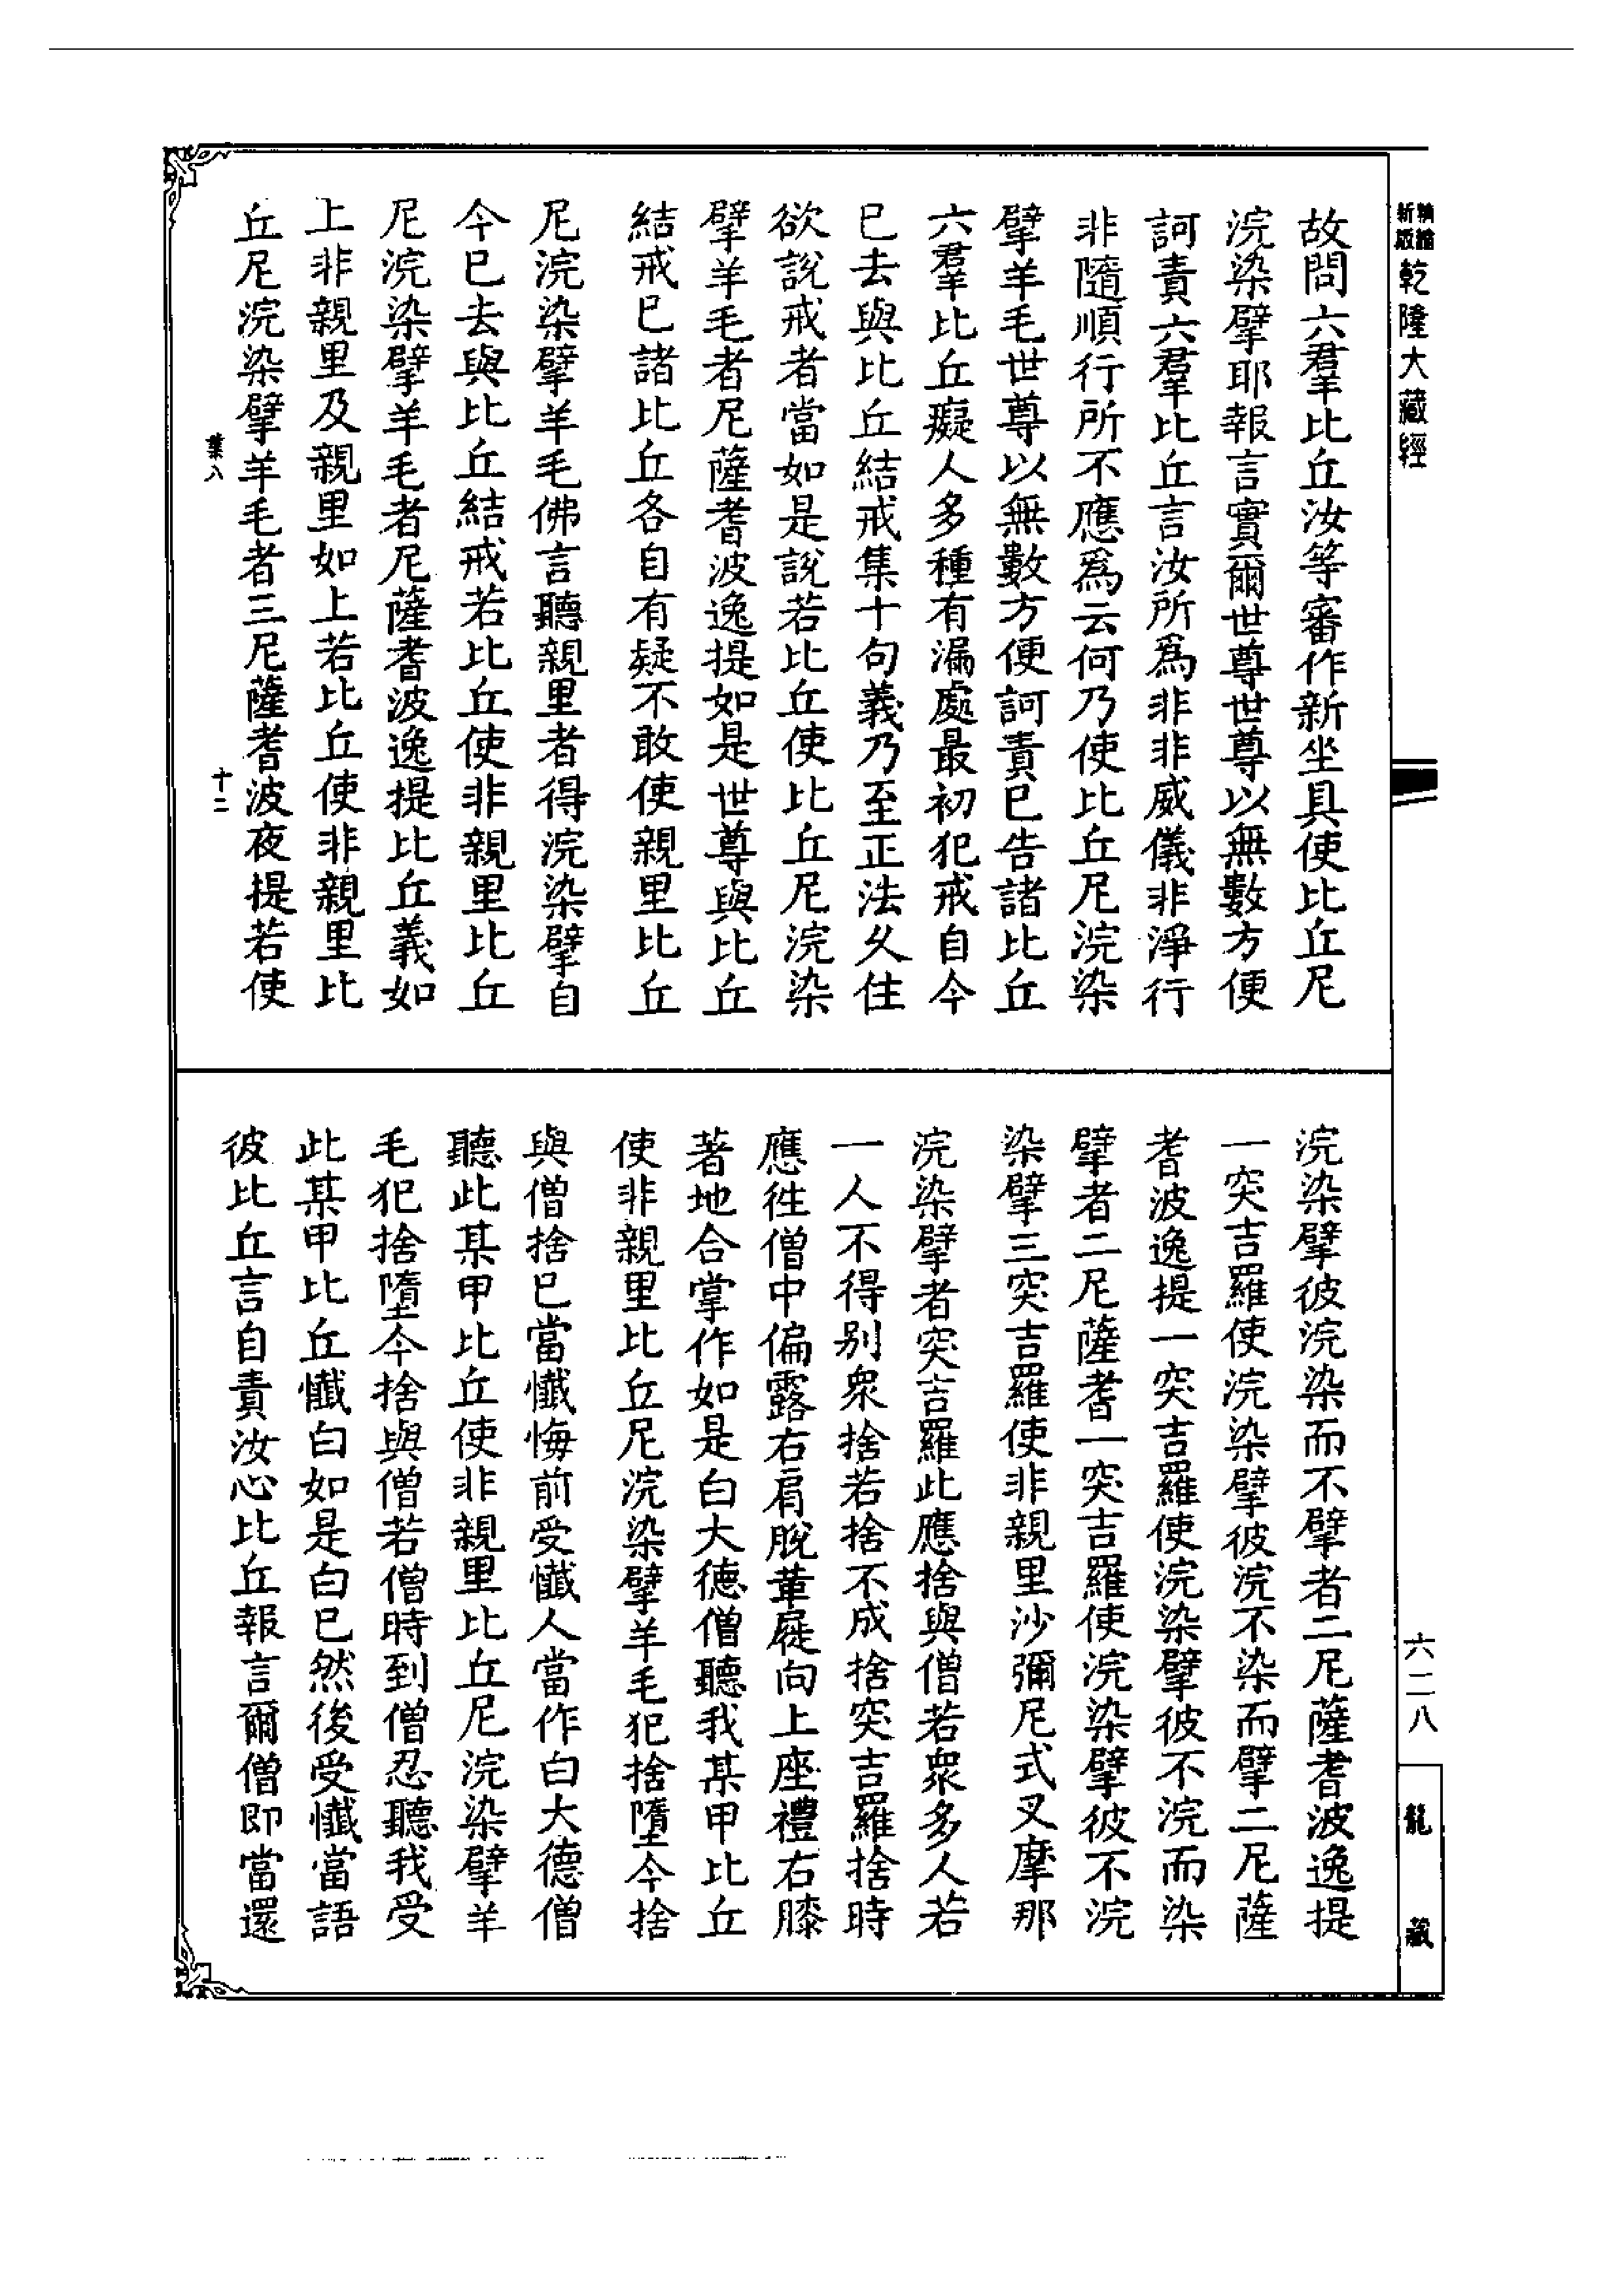 精縮新版 乾隆大藏經
故問六羣比丘汝等審作新坐具使比丘尼
浣染擘耶報言實爾世尊世尊以無數方便
訶責六羣比丘言汝所爲非非威儀非淨行
非隨順行所不應爲云何乃使比丘尼浣染
擘羊毛世尊以無數方便訶責已告諸比丘
六羣比丘癡人多種有漏處最初犯戒自今
已去與比丘結戒集十句義乃至正法久住
欲說戒者當如是說若比丘使比丘尼浣染
擘羊毛者尼薩耆波逸提如是世尊與比丘
結戒已諸比丘各自有疑不敢使親里比丘
尼浣染擘羊毛佛言聽親里者得浣染擘自
今已去與比丘結戒若比丘使非親里比丘
尼浣染擘羊毛者尼薩耆波逸提比丘義如
上非親里及親里如上若比丘使非親里比
丘尼浣染擘羊毛者三尼薩耆波夜提若使
葉八 十二
浣染擘彼浣染而不擘者二尼薩耆波逸提
一突吉羅使浣染擘彼浣不染而擘二尼薩
耆波逸提一突吉羅使浣染擘彼不浣而染
擘者二尼薩耆一突吉羅使浣染擘彼不浣
染擘三突吉羅使非親里沙彌尼式叉摩那
浣染擘者突吉羅此應捨與僧若衆多人若
一人不得別衆捨若捨不成捨突吉羅捨時
應徃僧中偏露右肩脫革屣向上座禮右膝
著地合掌作如是白大德僧聽我某甲比丘
使非親里比丘尼浣染擘羊毛犯捨墮今捨
與僧捨已當懺悔前受懺人當作白大德僧
聽此某甲比丘使非親里比丘尼浣染擘羊
毛犯捨墮今捨與僧若僧時到僧忍聽我受
此某甲比丘懺白如是白已然後受懺當語
彼比丘言自責汝心比丘報言爾僧即當還
六二八
龍藏